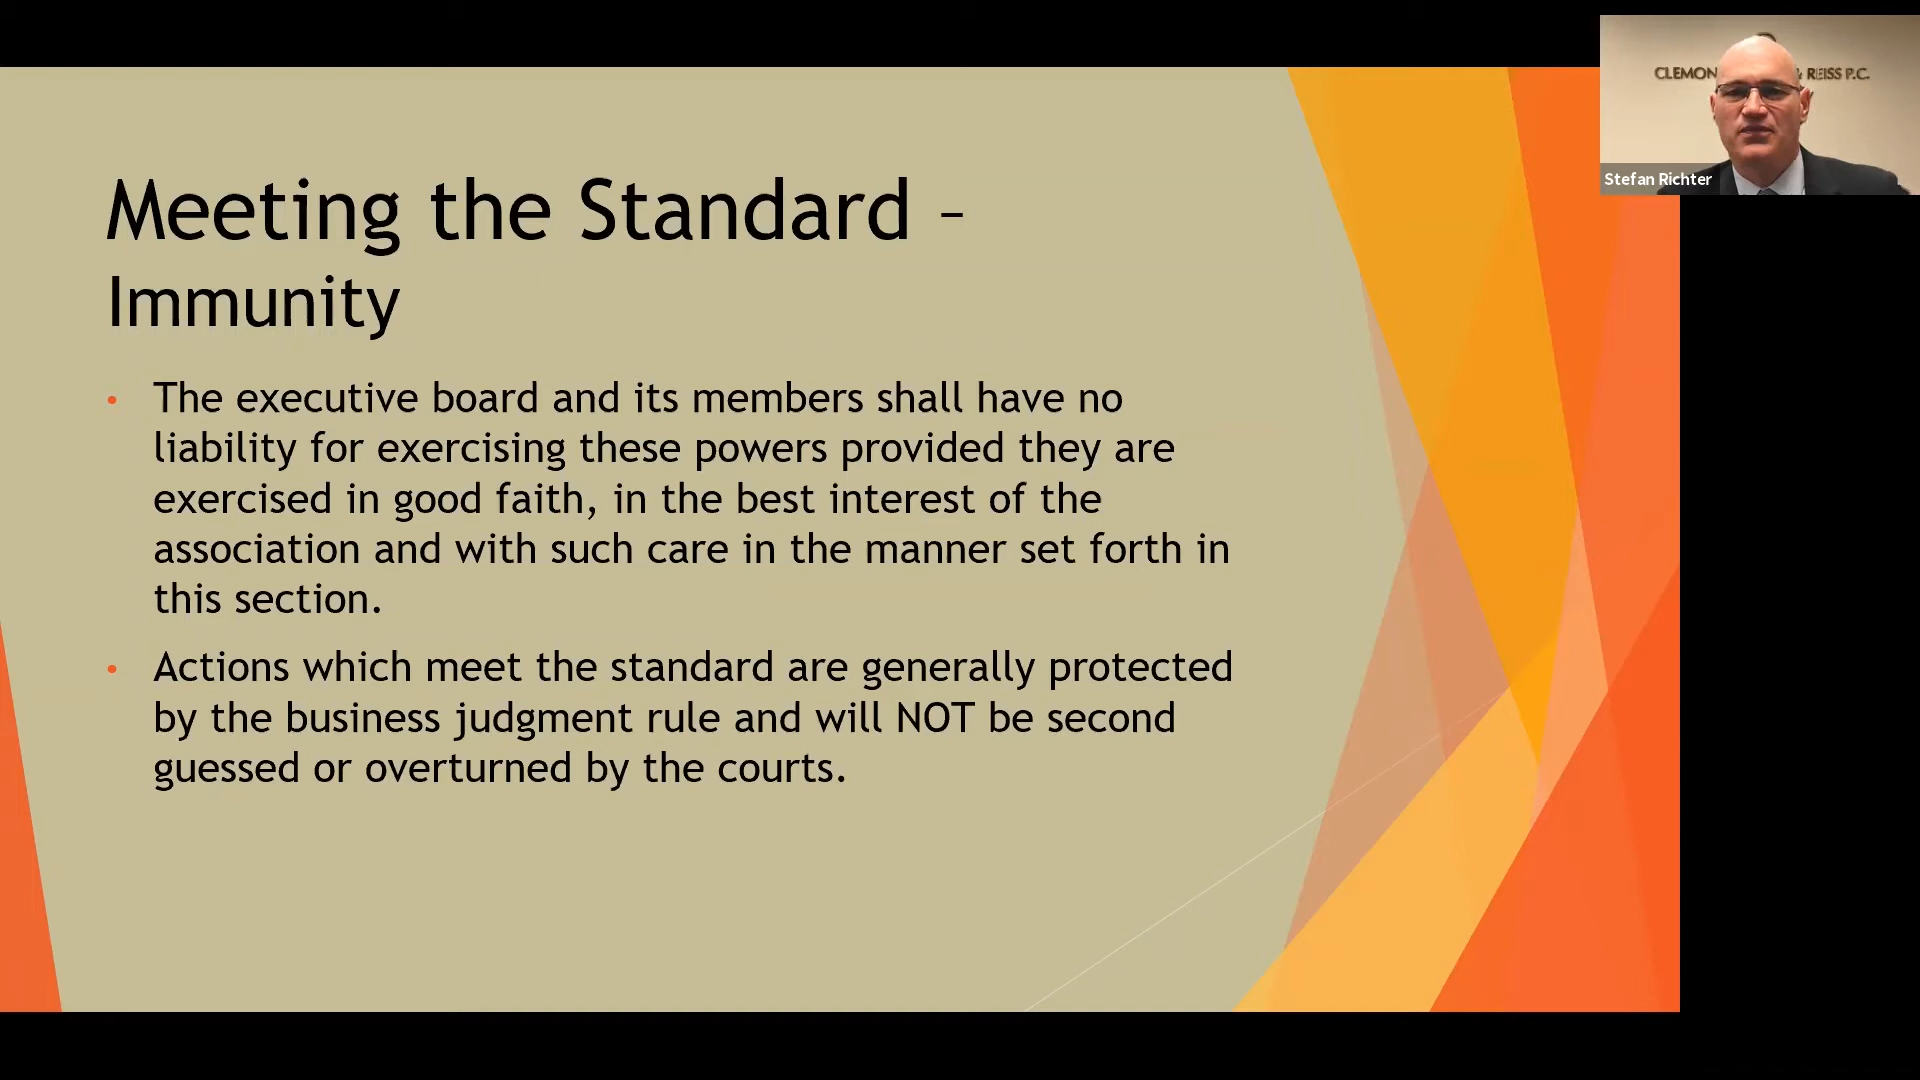 Meeting the Standard –
Immunity
• The executive board and its members shall have no
liability for exercising these powers provided they are
exercised in good faith, in the best interest of the
association and with such care in the manner set forth in
this section.
• Actions which meet the standard are generally protected
by the business judgment rule and will NOT be second
guessed or overturned by the courts.
CLEMON & REISS P.C.
Stefan Richter